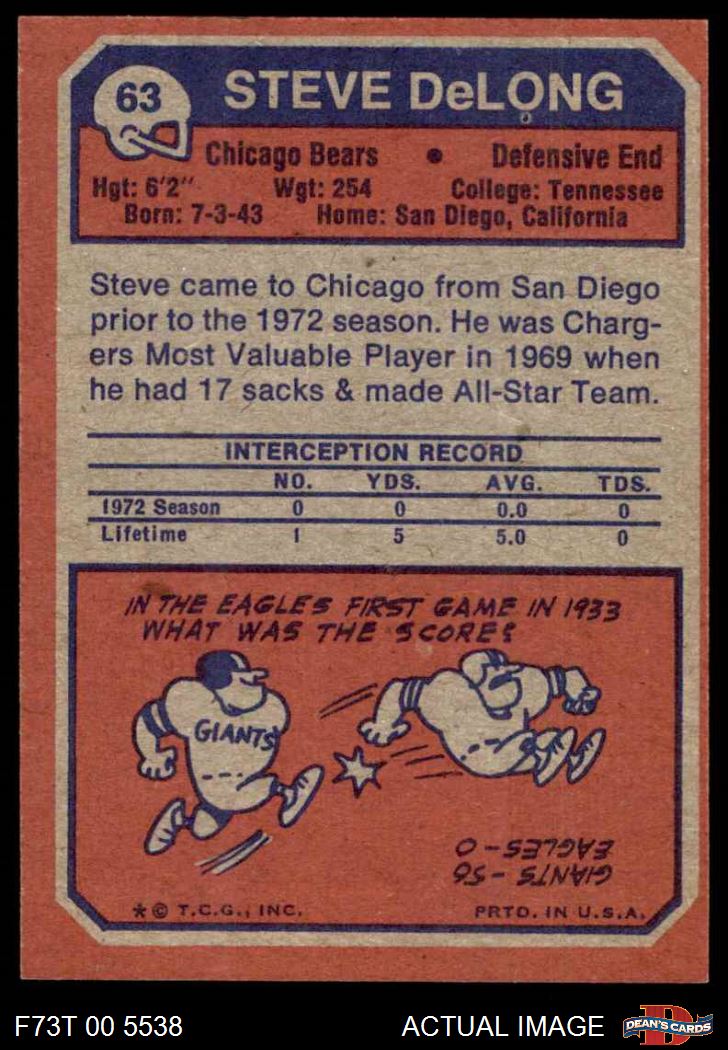 63
STEVE DeLONG
Chicago Bears • Defensive End
Hgt: 6'2" Wgt: 254 College: Tennessee
Born: 7-3-43 Home: San Diego, California
Steve came to Chicago from San Diego
prior to the 1972 season. He was Charg-
ers Most Valuable Player in 1969 when
he had 17 sacks & made All-Star Team.
INTERCEPTION RECORD
NO. YDS. AVG. TDS.
1972 Season 0 0 0.0 0
Lifetime 1 5 5.0 0
IN THE EAGLES FIRST GAME IN 1933
WHAT WAS THE SCORE?
GIANTS
GIANTS - 56
EAGLES - 0
* © T.C.G., INC. PRTD. IN U.S.A.
F73T 00 5538 ACTUAL IMAGE D DEAN'S CARDS